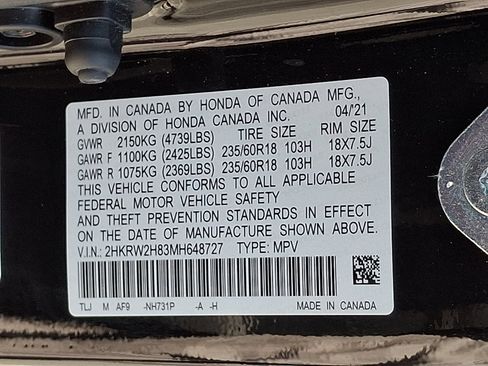 MFD. IN CANADA BY HONDA OF CANADA MFG.,
A DIVISION OF HONDA CANADA INC. 04/'21
GVWR 2150KG (4739LBS) TIRE SIZE RIM SIZE
GAWR F 1100KG (2425LBS) 235/60R18 103H 18X7.5J
GAWR R 1075KG (2369LBS) 235/60R18 103H 18X7.5J
THIS VEHICLE CONFORMS TO ALL APPLICABLE
FEDERAL MOTOR VEHICLE SAFETY
AND THEFT PREVENTION STANDARDS IN EFFECT
ON THE DATE OF MANUFACTURE SHOWN ABOVE.
V.I.N.: 2HKRW2H83MH648727 TYPE: MPV
TLJ M AF9 -NH731P -A -H MADE IN CANADA